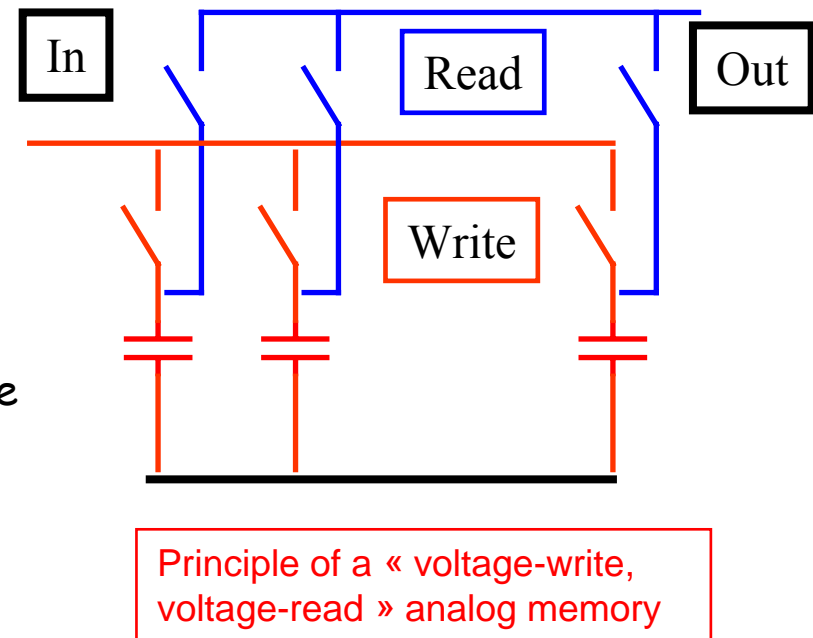 In
Read
Out
Write
e
Principle of a « voltage-write,
voltage-read » analog memory